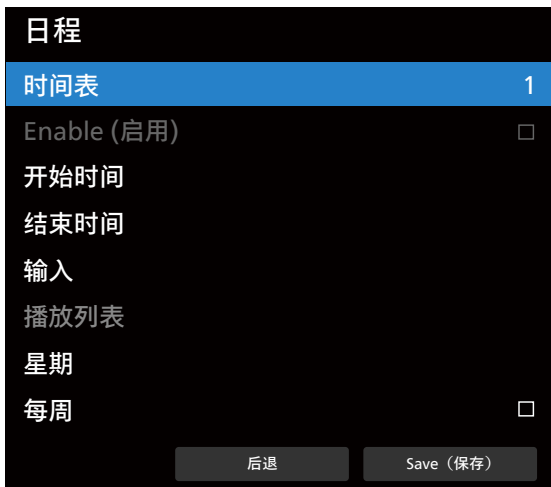 日程
时间表 1
Enable (启用)
开始时间
结束时间
输入
播放列表
星期
每周
后退 Save（保存）